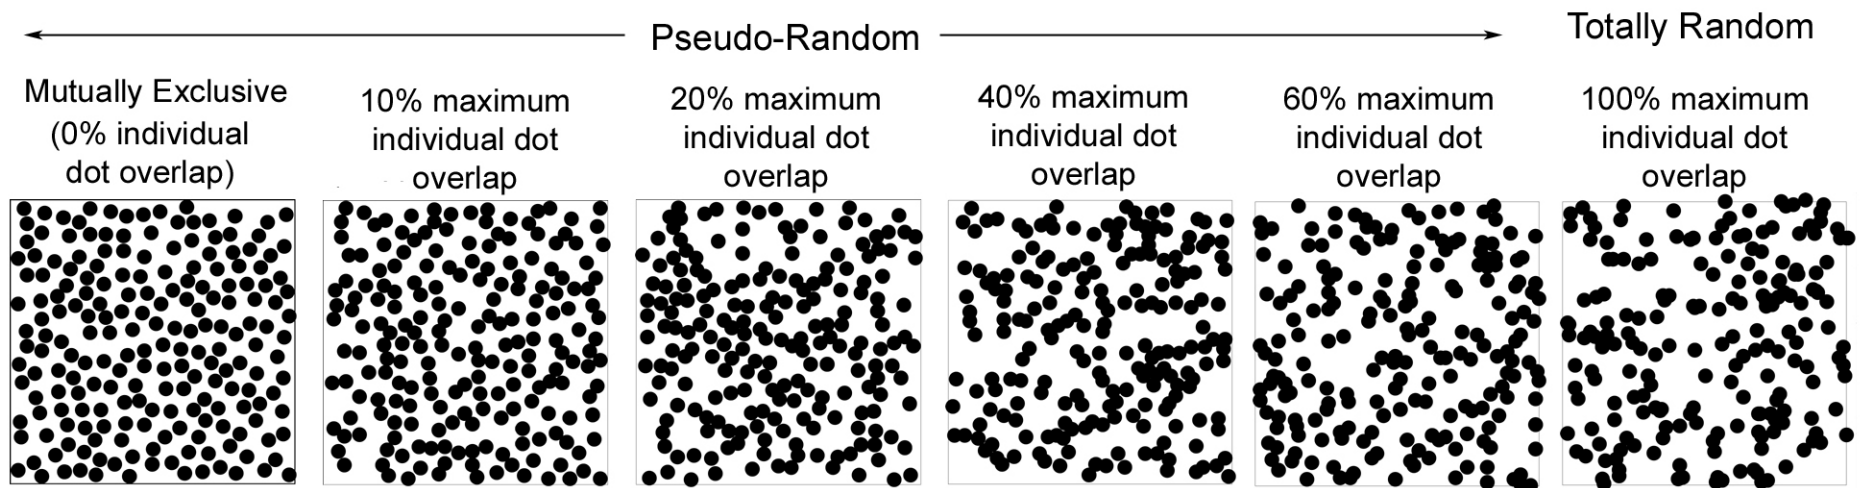 Pseudo-Random
Totally Random
Mutually Exclusive
(0% individual
dot overlap)
10% maximum
individual dot
overlap
20% maximum
individual dot
overlap
40% maximum
individual dot
overlap
60% maximum
individual dot
overlap
100% maximum
individual dot
overlap